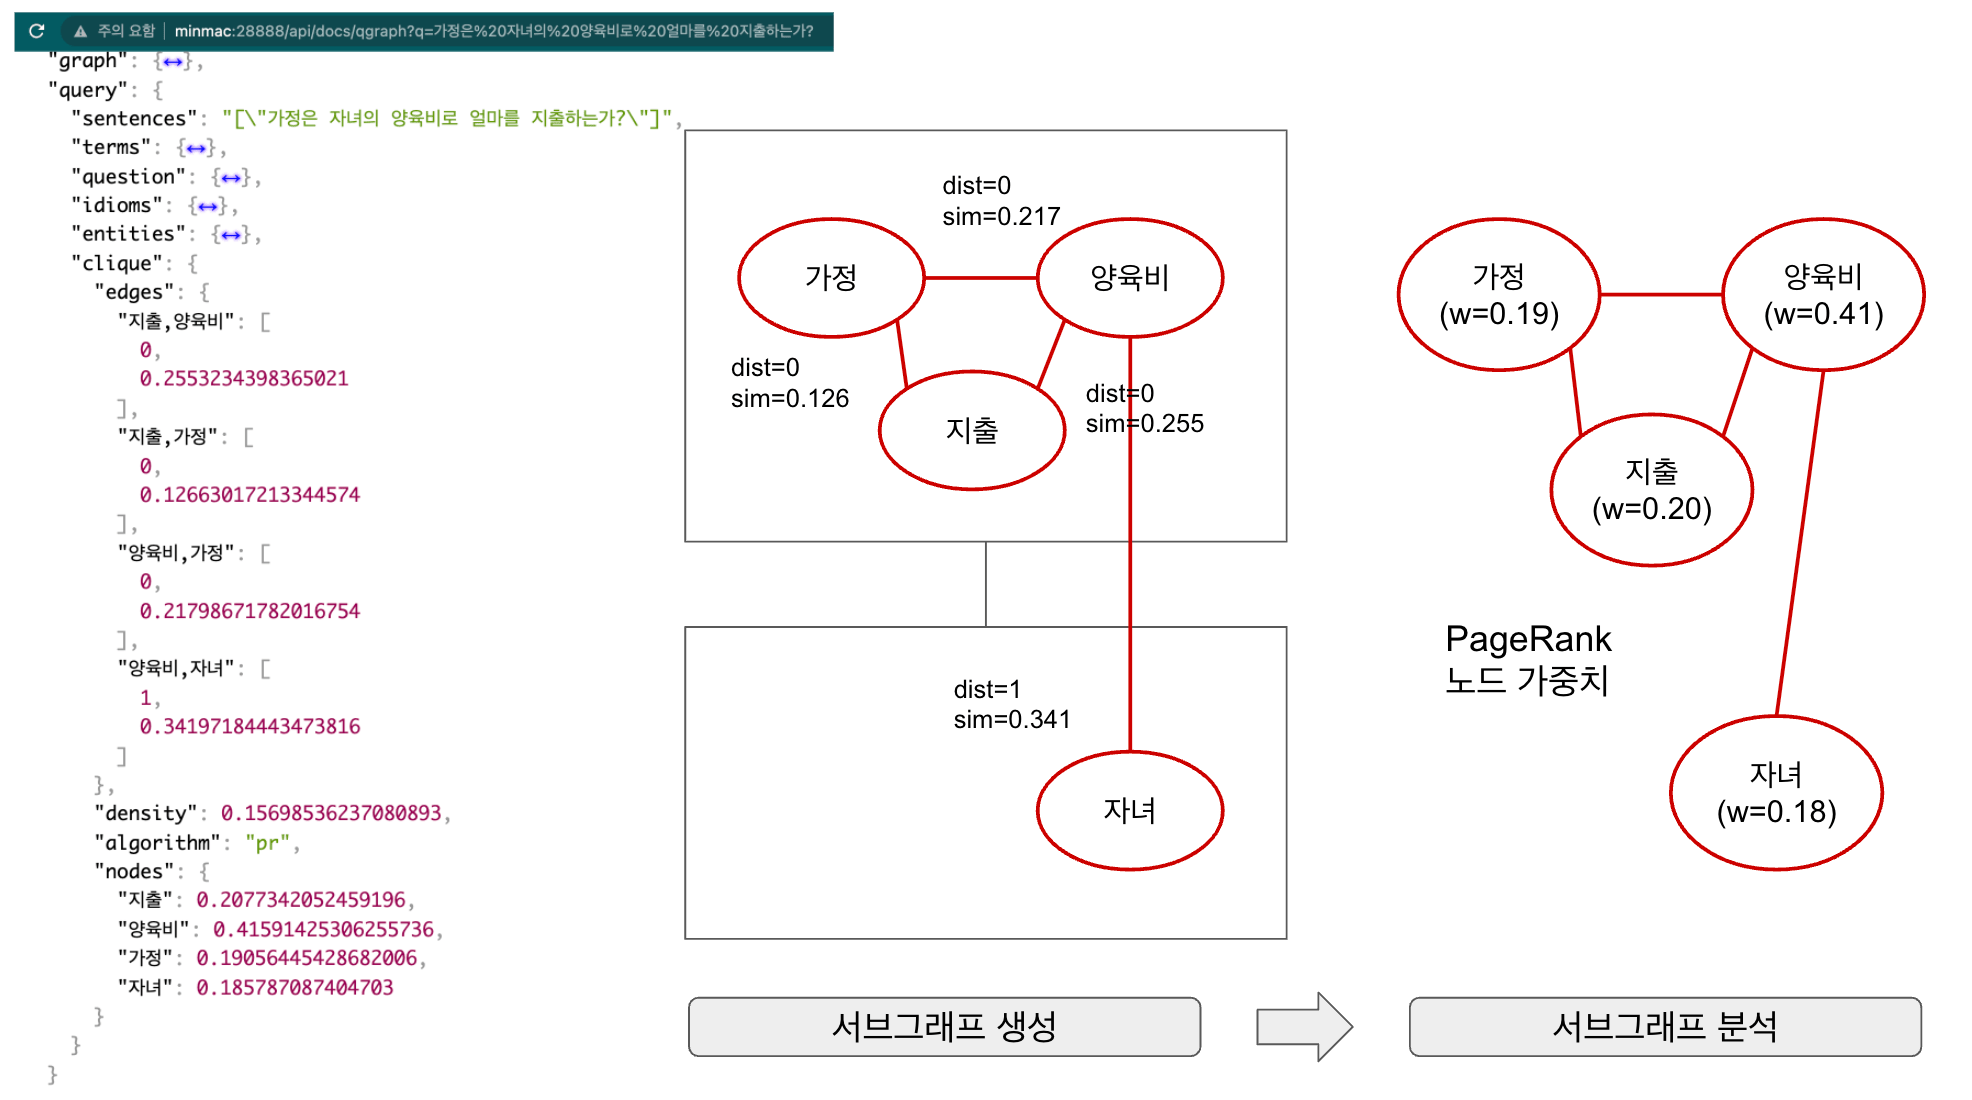 주의 요함 | minmac:28888/api/docs/qgraph?q=가정은%20자녀의%20양육비로%20얼마를%20지출하는가?
"graph": {↔},
"query": {
"sentences": "[\"가정은 자녀의 양육비로 얼마를 지출하는가?\"]",
"terms": {↔},
"question": {↔},
"idioms": {↔},
"entities": {↔},
"clique": {
"edges": {
"지출,양육비": [
0,
0.2553234398365021
],
"지출,가정": [
0,
0.12663017213344574
],
"양육비,가정": [
0,
0.21798671782016754
],
"양육비,자녀": [
1,
0.34197184443473816
]
},
"density": 0.15698536237080893,
"algorithm": "pr",
"nodes": {
"지출": 0.2077342052459196,
"양육비": 0.41591425306255736,
"가정": 0.19056445428682006,
"자녀": 0.185787087404703
}
}
}
dist=0
sim=0.217
가정
양육비
dist=0
sim=0.126
dist=0
sim=0.255
지출
dist=1
sim=0.341
자녀
서브그래프 생성
가정
(w=0.19)
양육비
(w=0.41)
지출
(w=0.20)
PageRank
노드 가중치
자녀
(w=0.18)
서브그래프 분석